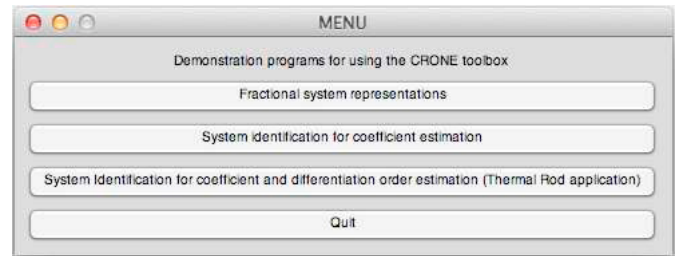 MENU
Demonstration programs for using the CRONE toolbox
Fractional system representations
System identification for coefficient estimation
System Identification for coefficient and differentiation order estimation (Thermal Rod application)
Quit